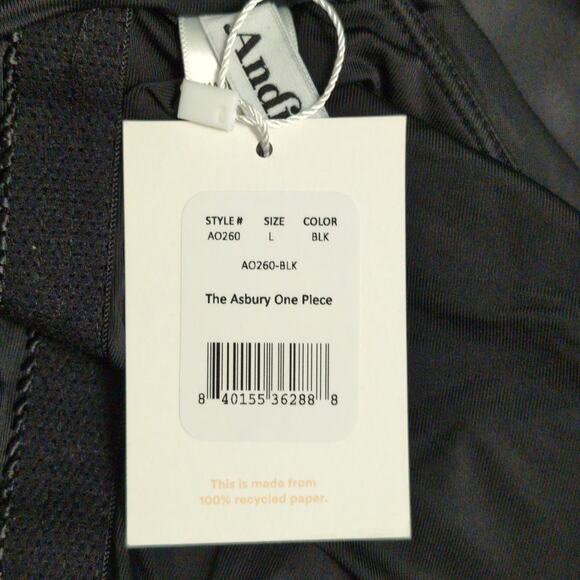 Andi
STYLE # SIZE COLOR
AO260 L BLK
AO260-BLK
The Asbury One Piece
8 40155 36288 8
This is made from
100% recycled paper.